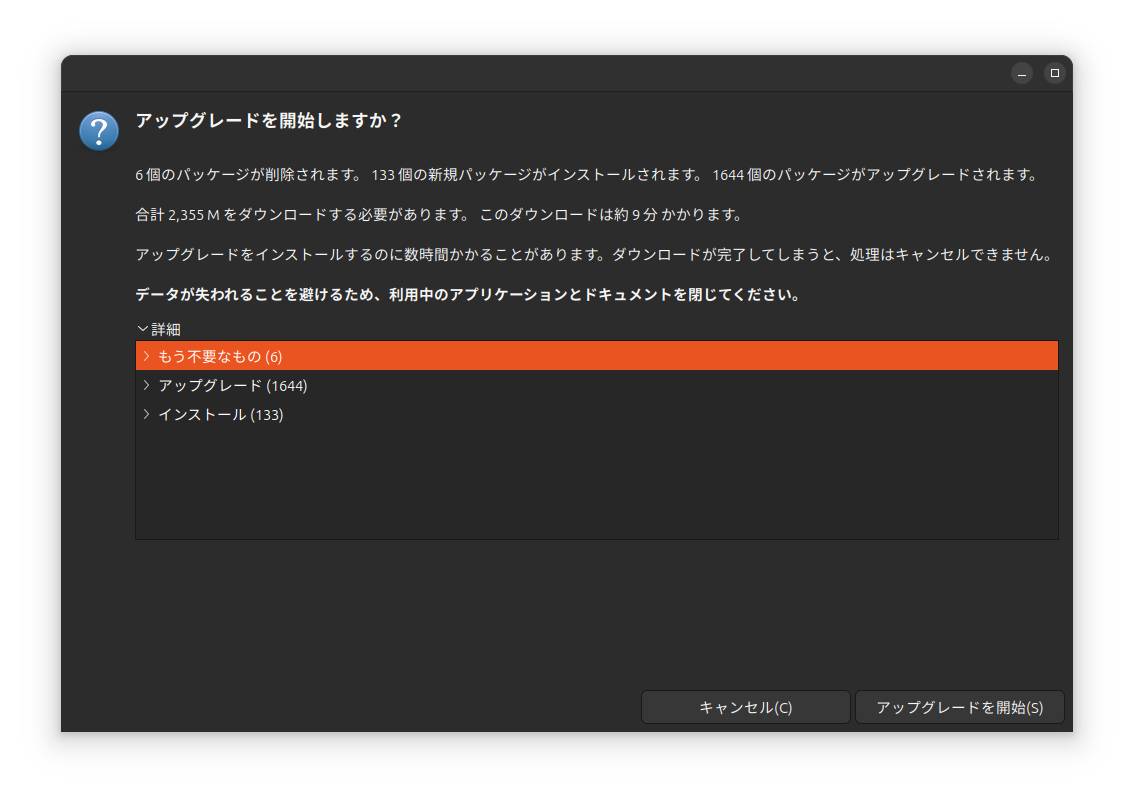 アップグレードを開始しますか？
6 個のパッケージが削除されます。 133 個の新規パッケージがインストールされます。 1644 個のパッケージがアップグレードされます。
合計 2,355 M をダウンロードする必要があります。 このダウンロードは約 9 分 かかります。
アップグレードをインストールするのに数時間かかることがあります。ダウンロードが完了してしまうと、処理はキャンセルできません。
データが失われることを避けるため、利用中のアプリケーションとドキュメントを閉じてください。
詳細
もう不要なもの (6)
アップグレード (1644)
インストール (133)
キャンセル(C)
アップグレードを開始(S)